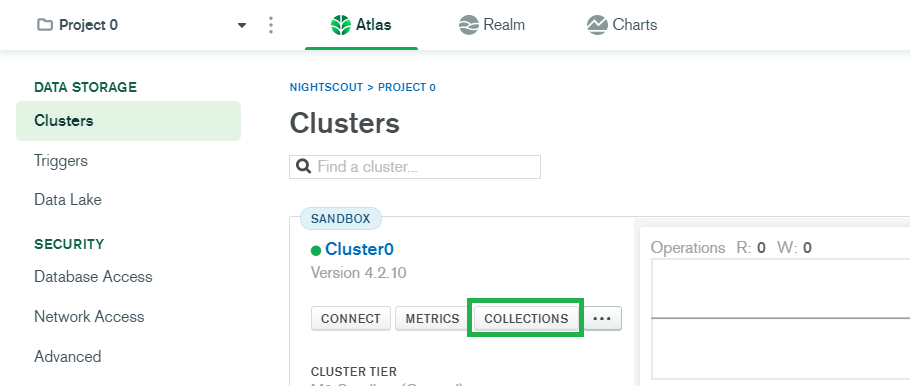 Project 0
Atlas
Realm
Charts
DATA STORAGE
Clusters
Triggers
Data Lake
SECURITY
Database Access
Network Access
Advanced
NIGHTSCOUT > PROJECT 0
Clusters
Find a cluster...
SANDBOX
Cluster0
Version 4.2.10
CONNECT METRICS COLLECTIONS ...
CLUSTER TIER
Operations R: 0 W: 0